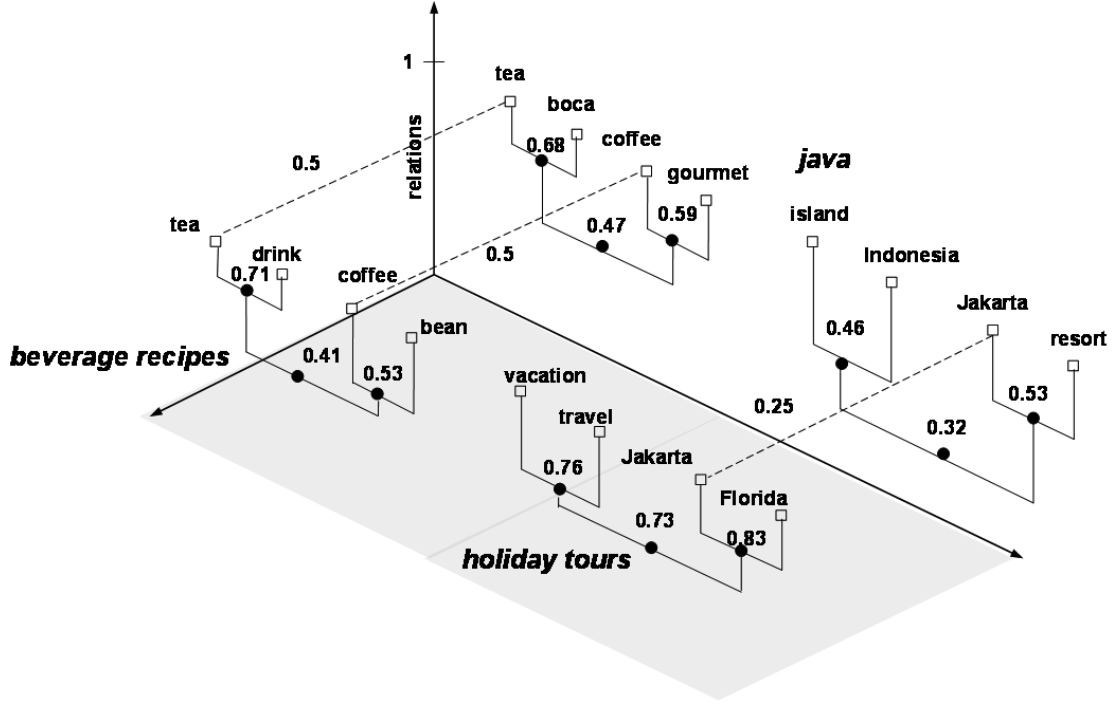 1
tea
boca
relations
0.68
coffee
java
0.5
gourmet
island
tea
0.47
0.59
drink
0.5
Indonesia
0.71
coffee
Jakarta
bean
0.46
resort
beverage recipes
0.41
0.53
vacation
0.25
0.53
travel
0.32
0.76
Jakarta
Florida
0.73
0.83
holiday tours